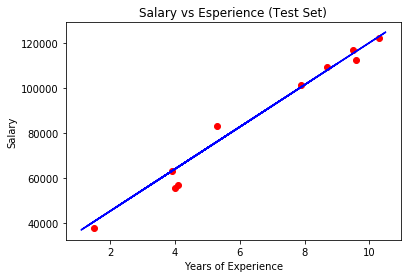 Salary vs Esperience (Test Set)
120000
100000
80000
60000
40000
Salary
2 4 6 8 10
Years of Experience